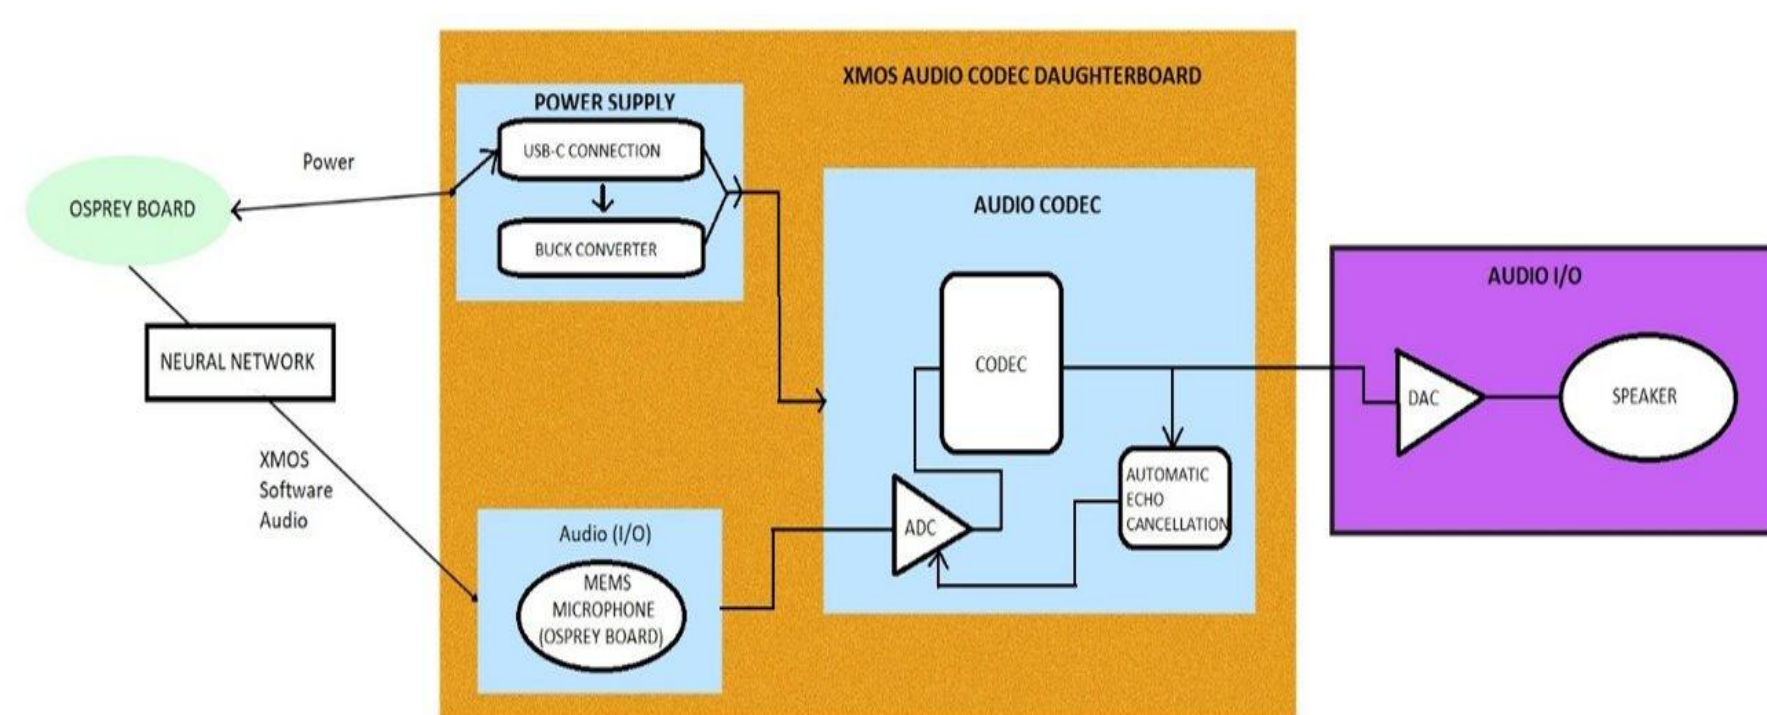 XMOS AUDIO CODEC DAUGHTERBOARD
POWER SUPPLY
USB-C CONNECTION
BUCK CONVERTER
Power
OSPREY BOARD
NEURAL NETWORK
XMOS
Software
Audio
Audio (I/O)
MEMS
MICROPHONE
(OSPREY BOARD)
AUDIO CODEC
CODEC
ADC
AUTOMATIC
ECHO
CANCELLATION
AUDIO I/O
DAC
SPEAKER